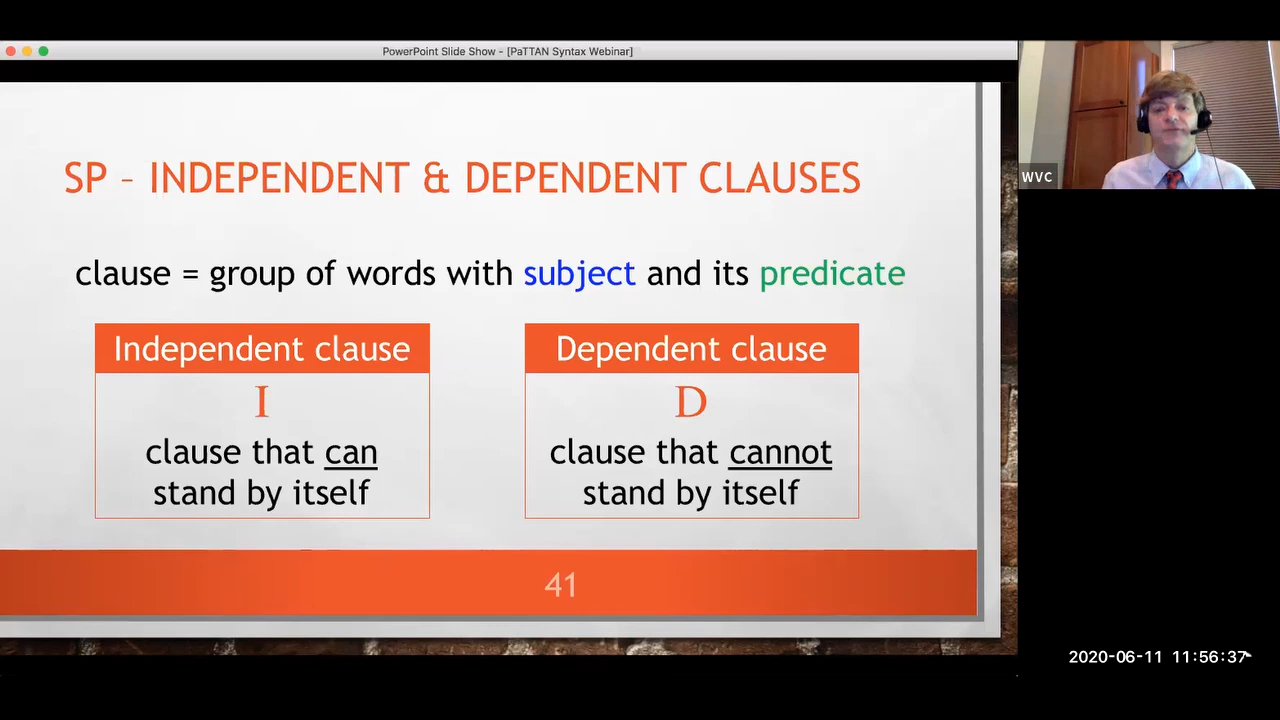 PowerPoint Slide Show - [PaTTAN Syntax Webinar]
SP – INDEPENDENT & DEPENDENT CLAUSES
clause = group of words with subject and its predicate
Independent clause
I
clause that can
stand by itself
Dependent clause
D
clause that cannot
stand by itself
41
WVC
2020-06-11 11:56:37